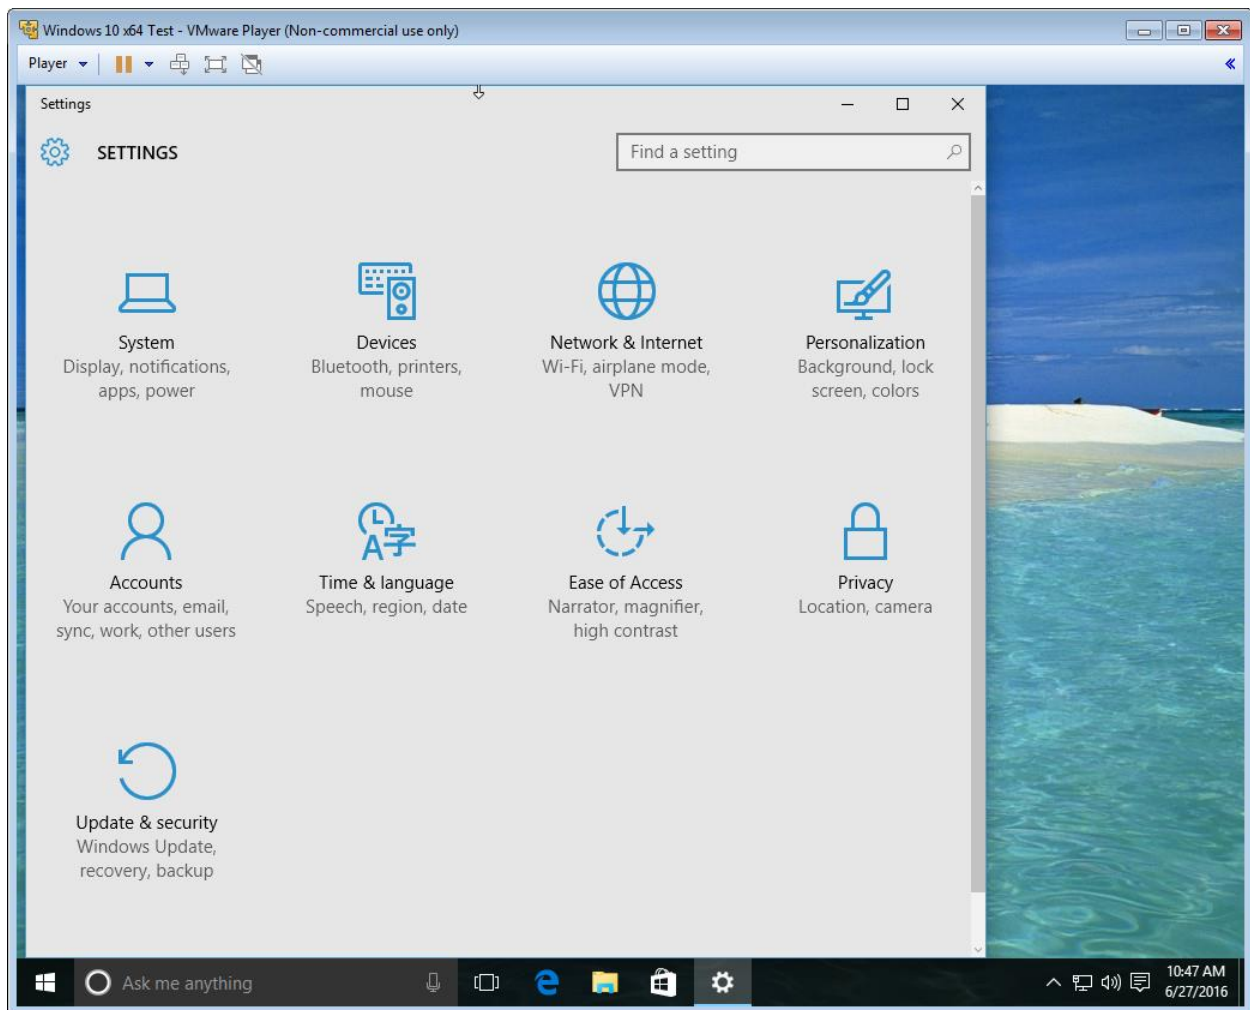 Windows 10 x64 Test - VMware Player (Non-commercial use only)
Player
Settings
SETTINGS
Find a setting
System
Display, notifications,
apps, power
Devices
Bluetooth, printers,
mouse
Network & Internet
Wi-Fi, airplane mode,
VPN
Personalization
Background, lock
screen, colors
Accounts
Your accounts, email,
sync, work, other users
Time & language
Speech, region, date
Ease of Access
Narrator, magnifier,
high contrast
Privacy
Location, camera
Update & security
Windows Update,
recovery, backup
Ask me anything
10:47 AM
6/27/2016